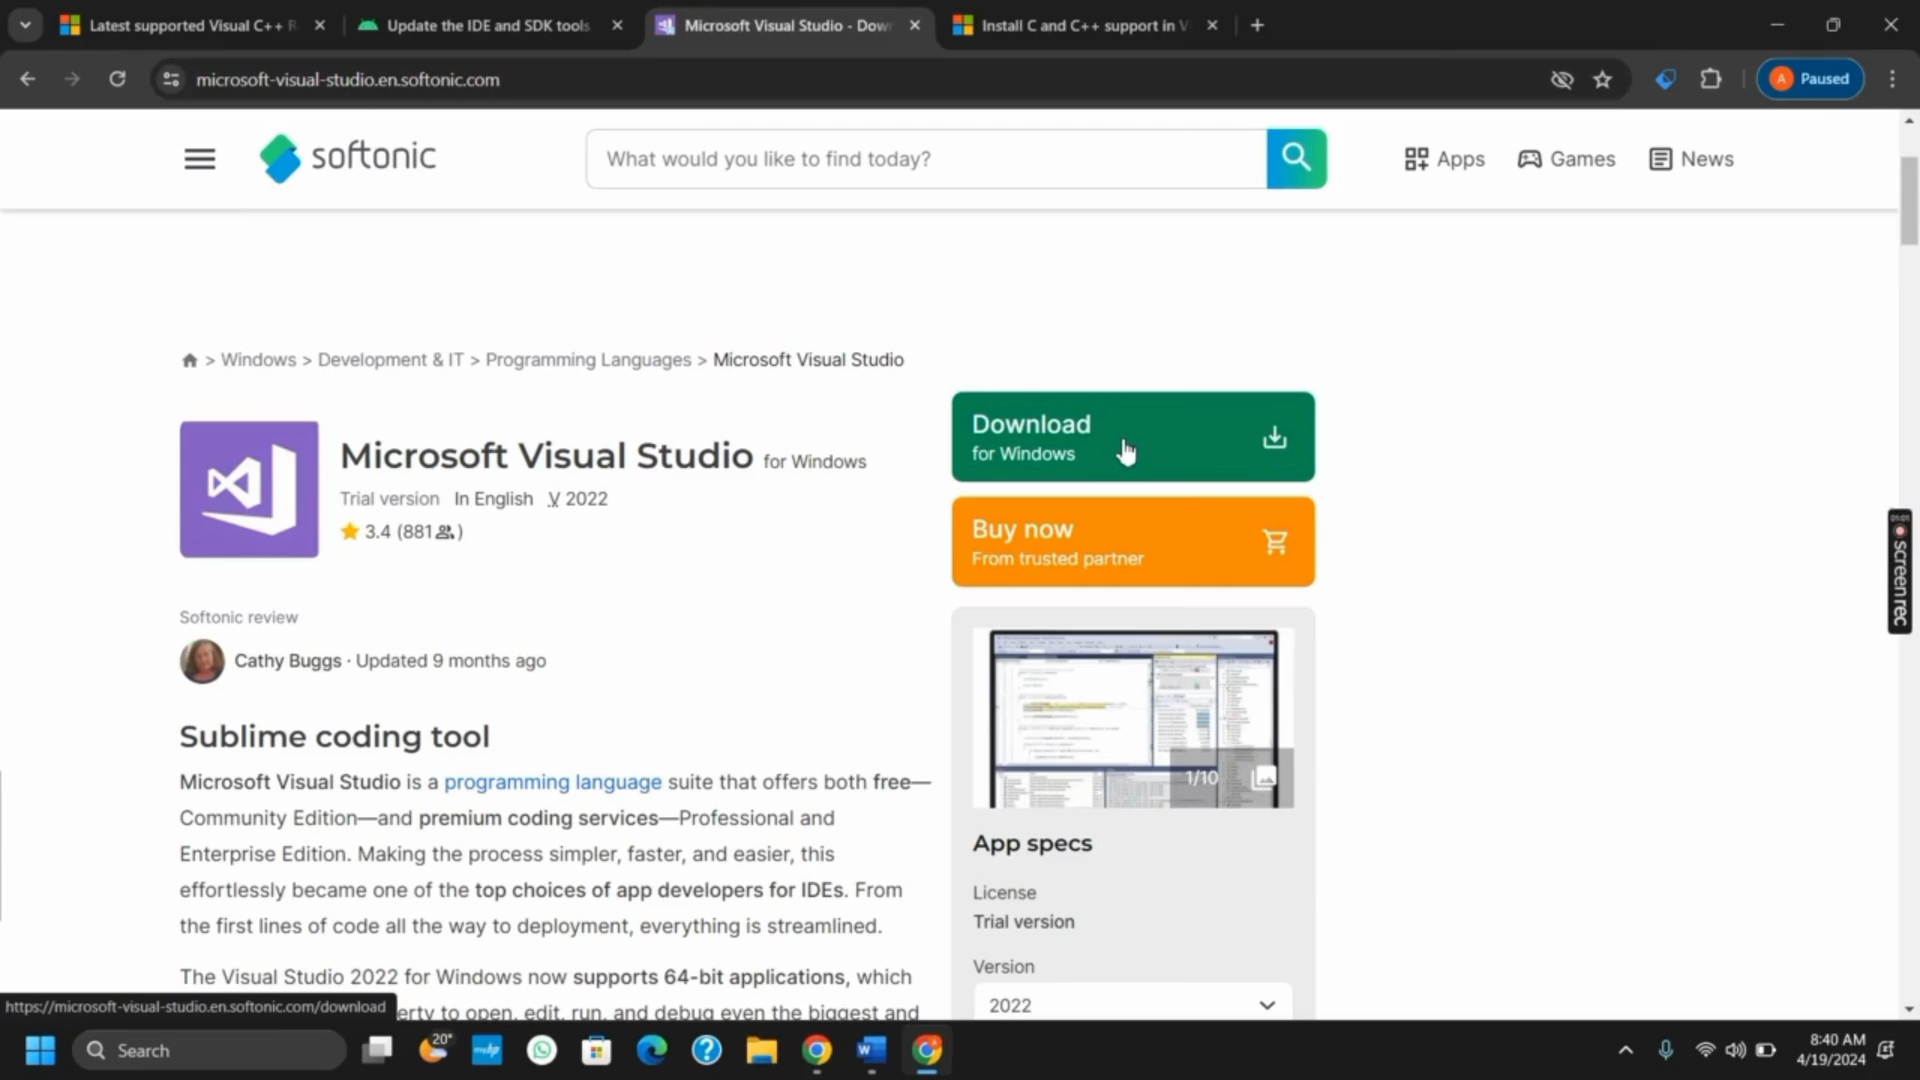 Latest supported Visual C++ R
Update the IDE and SDK tools
Microsoft Visual Studio - Dow
Install C and C++ support in V
microsoft-visual-studio.en.softonic.com
A Paused
softonic
What would you like to find today?
Apps
Games
News
> Windows > Development & IT > Programming Languages > Microsoft Visual Studio
Microsoft Visual Studio for Windows
Trial version In English V 2022
3.4 (881)
Download
for Windows
Buy now
From trusted partner
Softonic review
Cathy Buggs · Updated 9 months ago
Sublime coding tool
Microsoft Visual Studio is a programming language suite that offers both free—
Community Edition—and premium coding services—Professional and
Enterprise Edition. Making the process simpler, faster, and easier, this
effortlessly became one of the top choices of app developers for IDEs. From
the first lines of code all the way to deployment, everything is streamlined.
The Visual Studio 2022 for Windows now supports 64-bit applications, which
erty to open, edit, run, and debug even the biggest and
1/10
App specs
License
Trial version
Version
2022
01:01
screenrec
https://microsoft-visual-studio.en.softonic.com/download
Search
20°
myhp
W
8:40 AM
4/19/2024